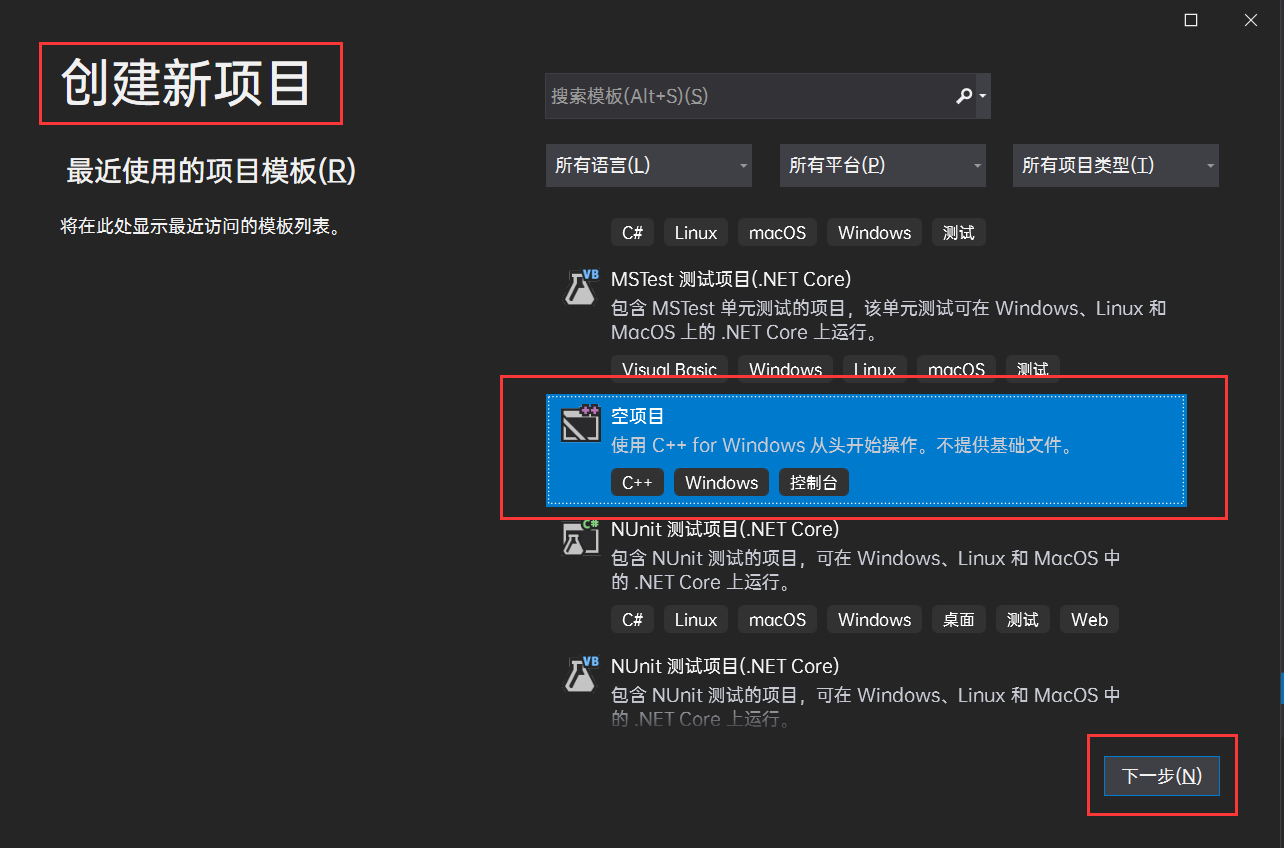 创建新项目
最近使用的项目模板(R)
将在此处显示最近访问的模板列表。
搜索模板(Alt+S)(S)
所有语言(L) 所有平台(P) 所有项目类型(T)
C# Linux macOS Windows 测试
VB
MSTest 测试项目(.NET Core)
包含 MSTest 单元测试的项目，该单元测试可在 Windows、Linux 和
MacOS 上的 .NET Core 上运行。
Visual Basic Windows Linux macOS 测试
++
空项目
使用 C++ for Windows 从头开始操作。不提供基础文件。
C++ Windows 控制台
C#
NUnit 测试项目(.NET Core)
包含 NUnit 测试的项目，可在 Windows、Linux 和 MacOS 中
的 .NET Core 上运行。
C# Linux macOS Windows 桌面 测试 Web
VB
NUnit 测试项目(.NET Core)
包含 NUnit 测试的项目，可在 Windows、Linux 和 MacOS 中
的 .NET Core 上运行。
下一步(N)